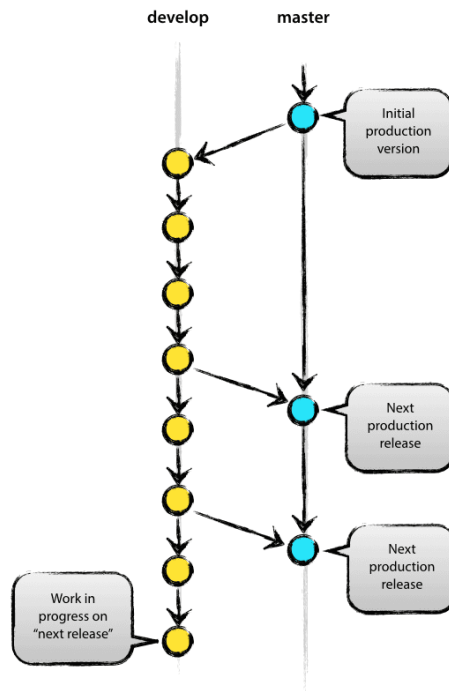 develop
master
Initial
production
version
Next
production
release
Next
production
release
Work in
progress on
“next release”